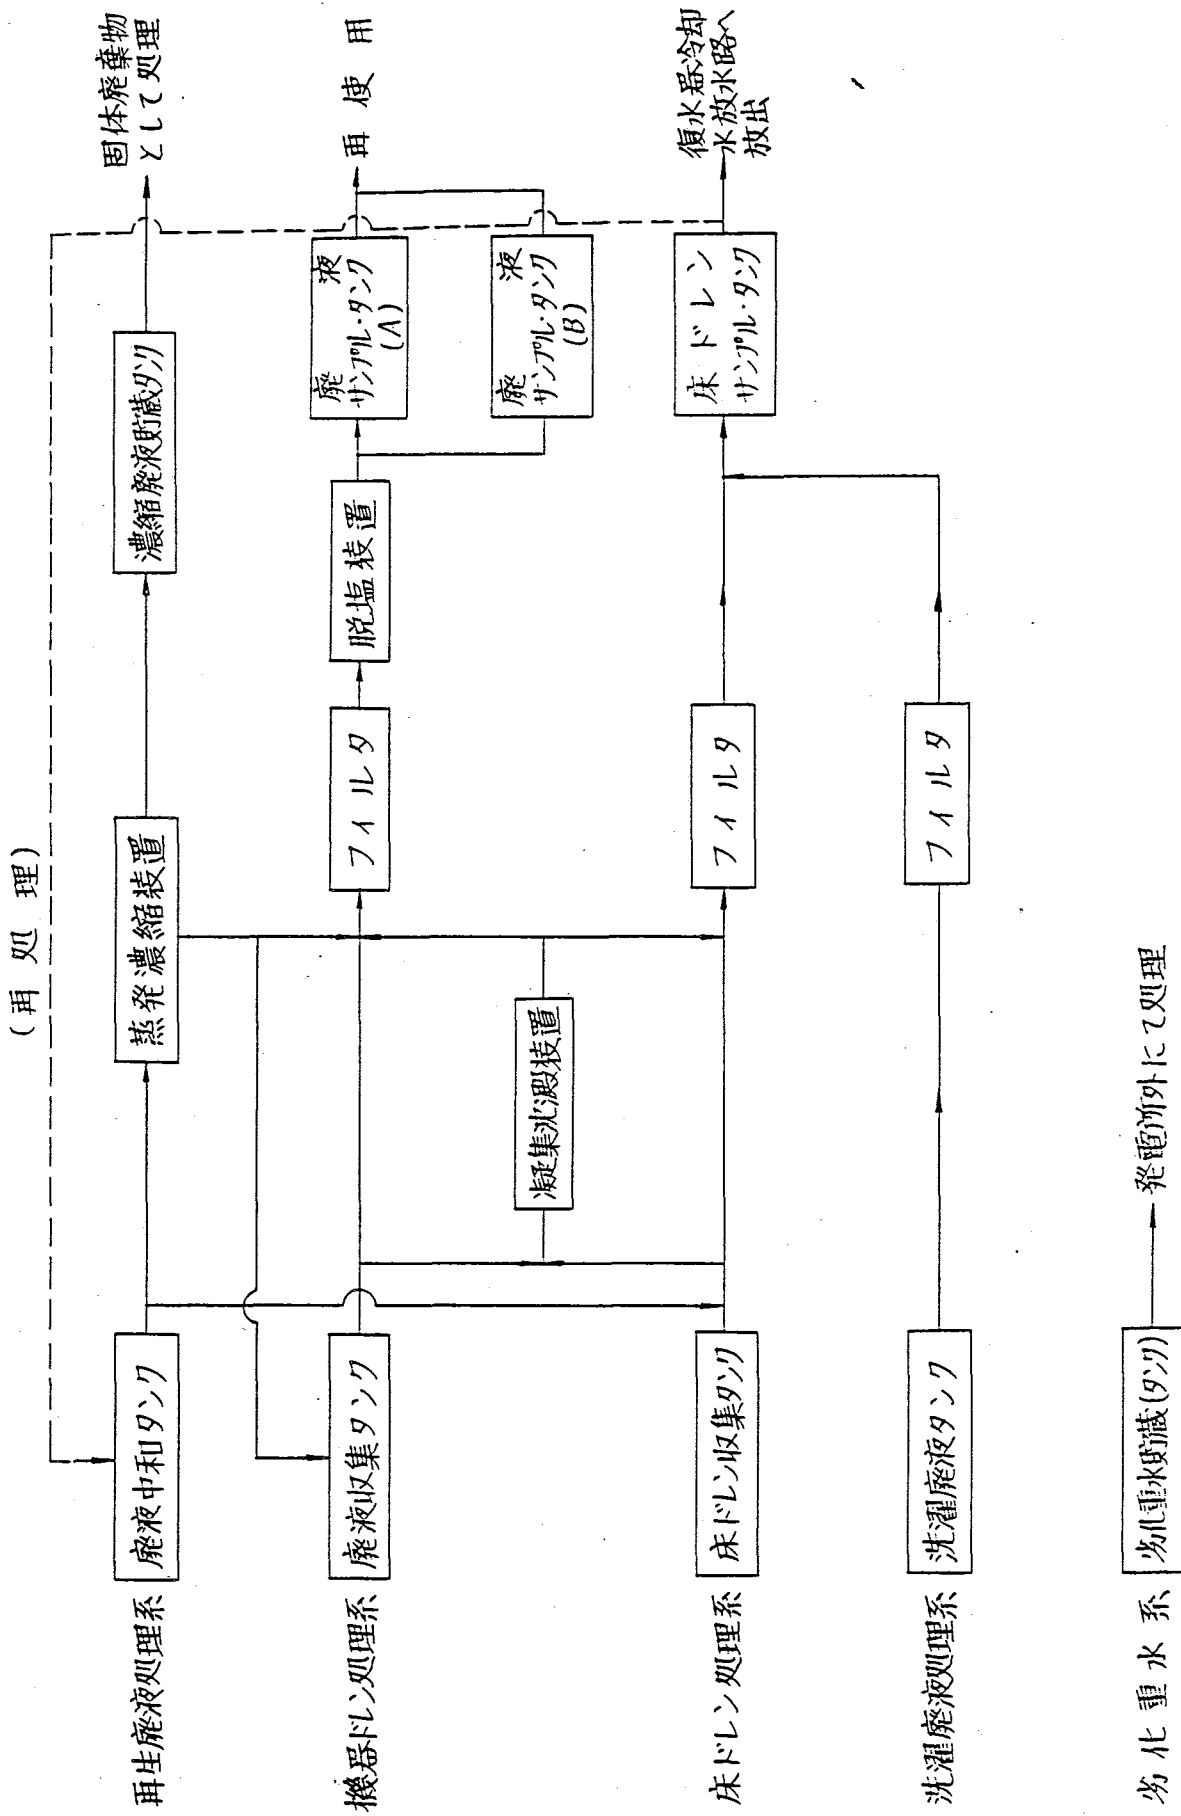 (再処理)
再生廃液処理系
廃液中和タンク
蒸発濃縮装置
濃縮廃液貯蔵タンク
固体廃棄物
として処理
機器ドレン処理系
廃液収集タンク
フィルタ
脱塩装置
廃液
サンプル・タンク
(A)
再使用
凝集沈澱装置
廃液
サンプル・タンク
(B)
床ドレン処理系
床ドレン収集タンク
フィルタ
床ドレン
サンプル・タンク
復水器冷却
水放水路へ
放出
洗濯廃液処理系
洗濯廃液タンク
フィルタ
劣化重水系
劣化重水貯蔵(タンク)
発電所外にて処理